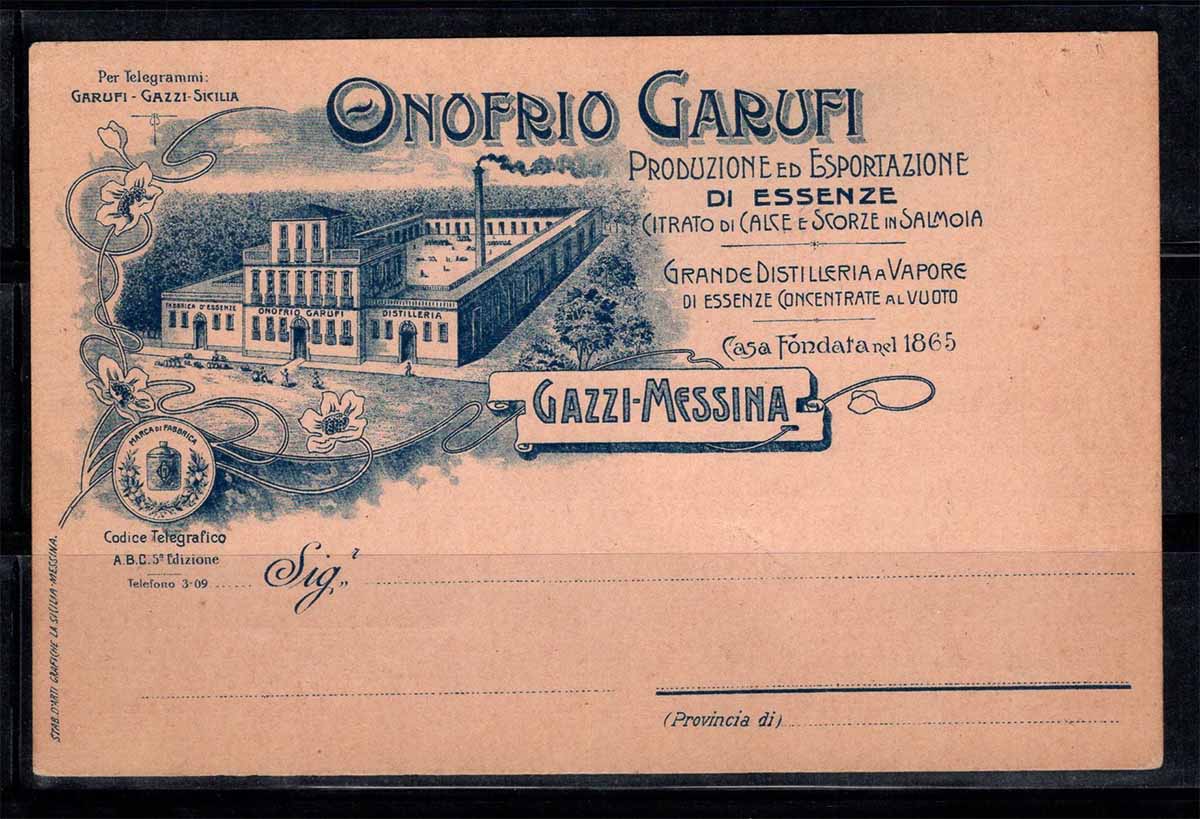 Per Telegrammi:
GARUFI - GAZZI - SICILIA
ONOFRIO GARUFI
PRODUZIONE ED ESPORTAZIONE
DI ESSENZE
CITRATO DI CALCE E SCORZE IN SALMOIA
GRANDE DISTILLERIA A VAPORE
DI ESSENZE CONCENTRATE AL VUOTO
Casa Fondata nel 1865
FABBRICA D'ESSENZE
ONOFRIO GARUFI
DISTILLERIA
GAZZI-MESSINA
MARCA DI FABBRICA
Codice Telegrafico
A.B.C. 5ª Edizione
Telefono 3-09
Sig.r
(Provincia di)
STAB. D'ARTI GRAFICHE LA SICILIA-MESSINA.